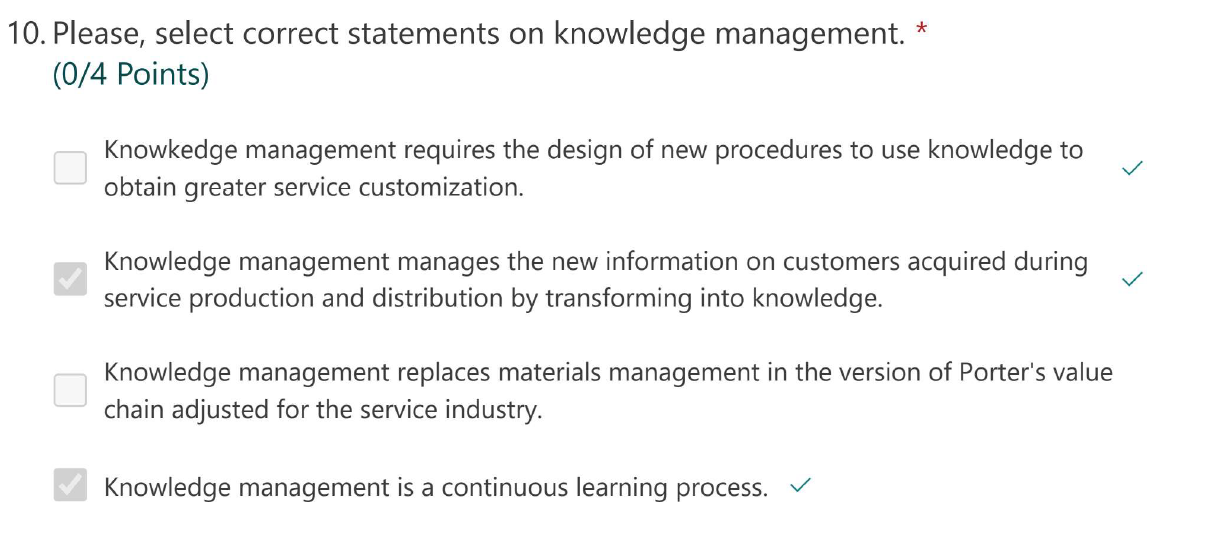 10. Please, select correct statements on knowledge management. *
(0/4 Points)
Knowkedge management requires the design of new procedures to use knowledge to
obtain greater service customization.
Knowledge management manages the new information on customers acquired during
service production and distribution by transforming into knowledge.
Knowledge management replaces materials management in the version of Porter's value
chain adjusted for the service industry.
Knowledge management is a continuous learning process.